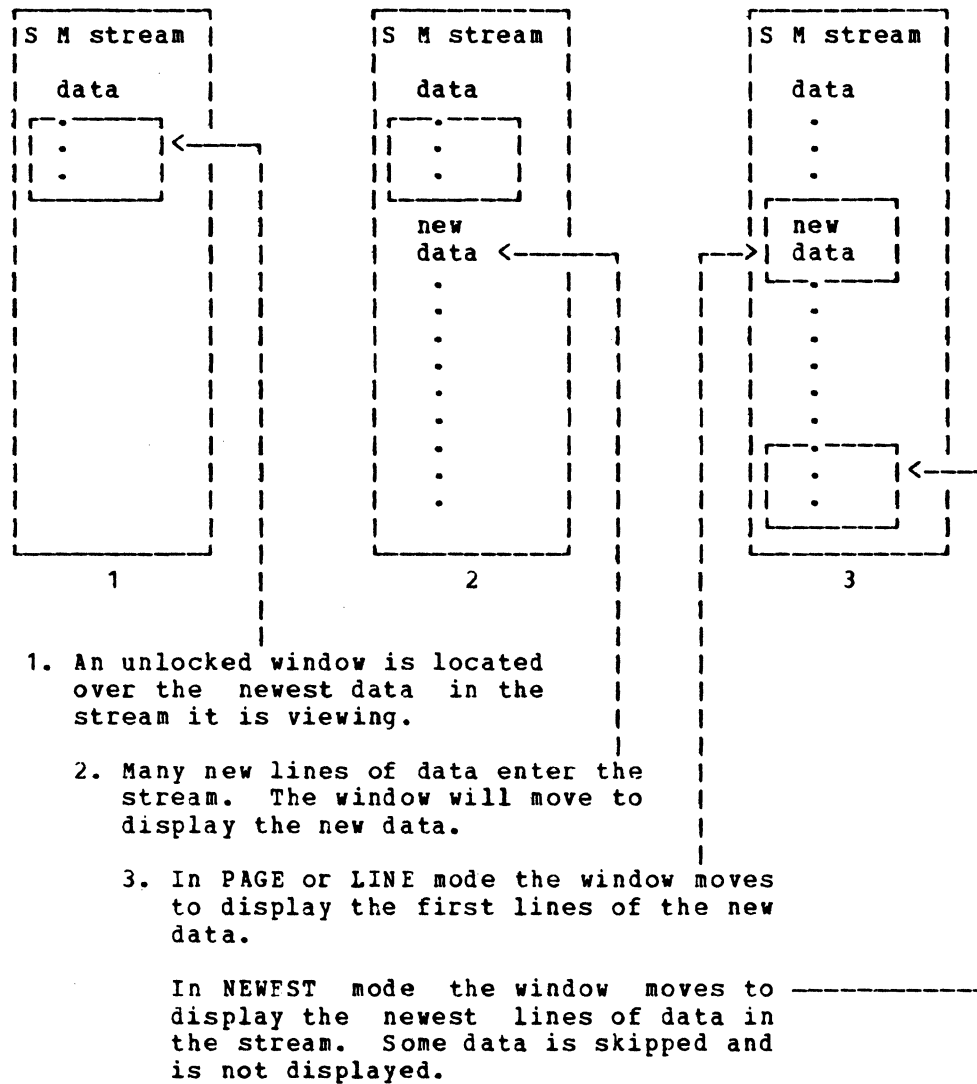 S M stream S M stream S M stream
data data data
new new
data data
1 2 3
1. An unlocked window is located
over the newest data in the
stream it is viewing.
2. Many new lines of data enter the
stream. The window will move to
display the new data.
3. In PAGE or LINE mode the window moves
to display the first lines of the new
data.
In NEWEST mode the window moves to
display the newest lines of data in
the stream. Some data is skipped and
is not displayed.